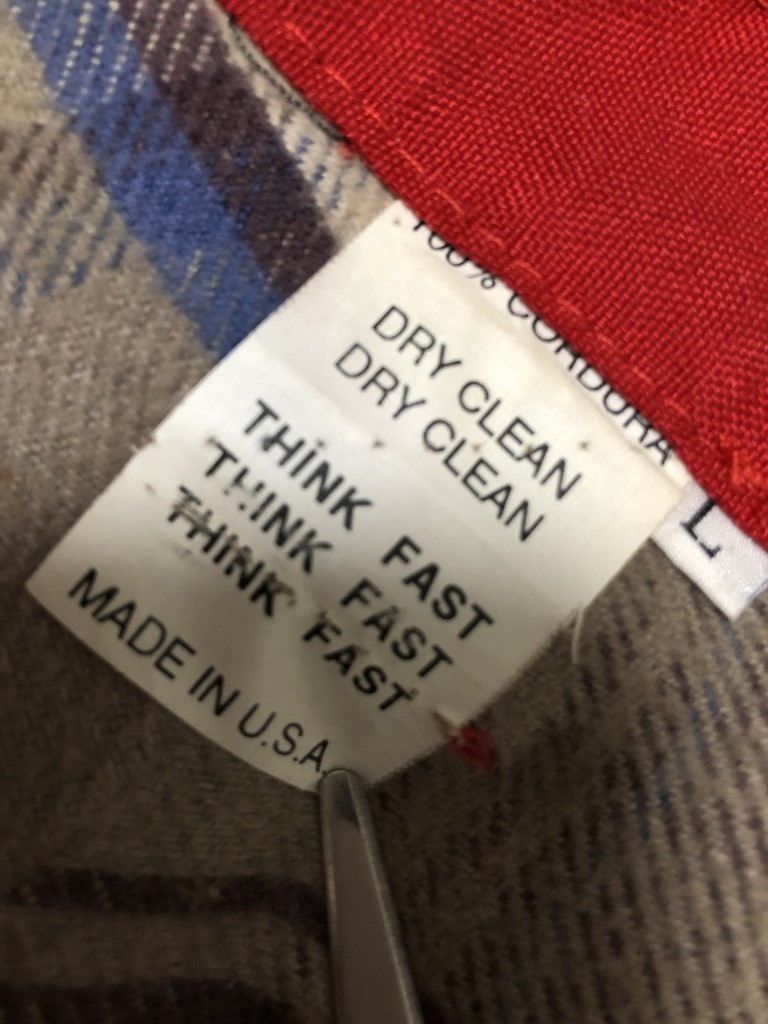 100% CORDURA
DRY CLEAN
DRY CLEAN
THINK FAST
THINK FAST
THINK FAST
MADE IN U.S.A.
L